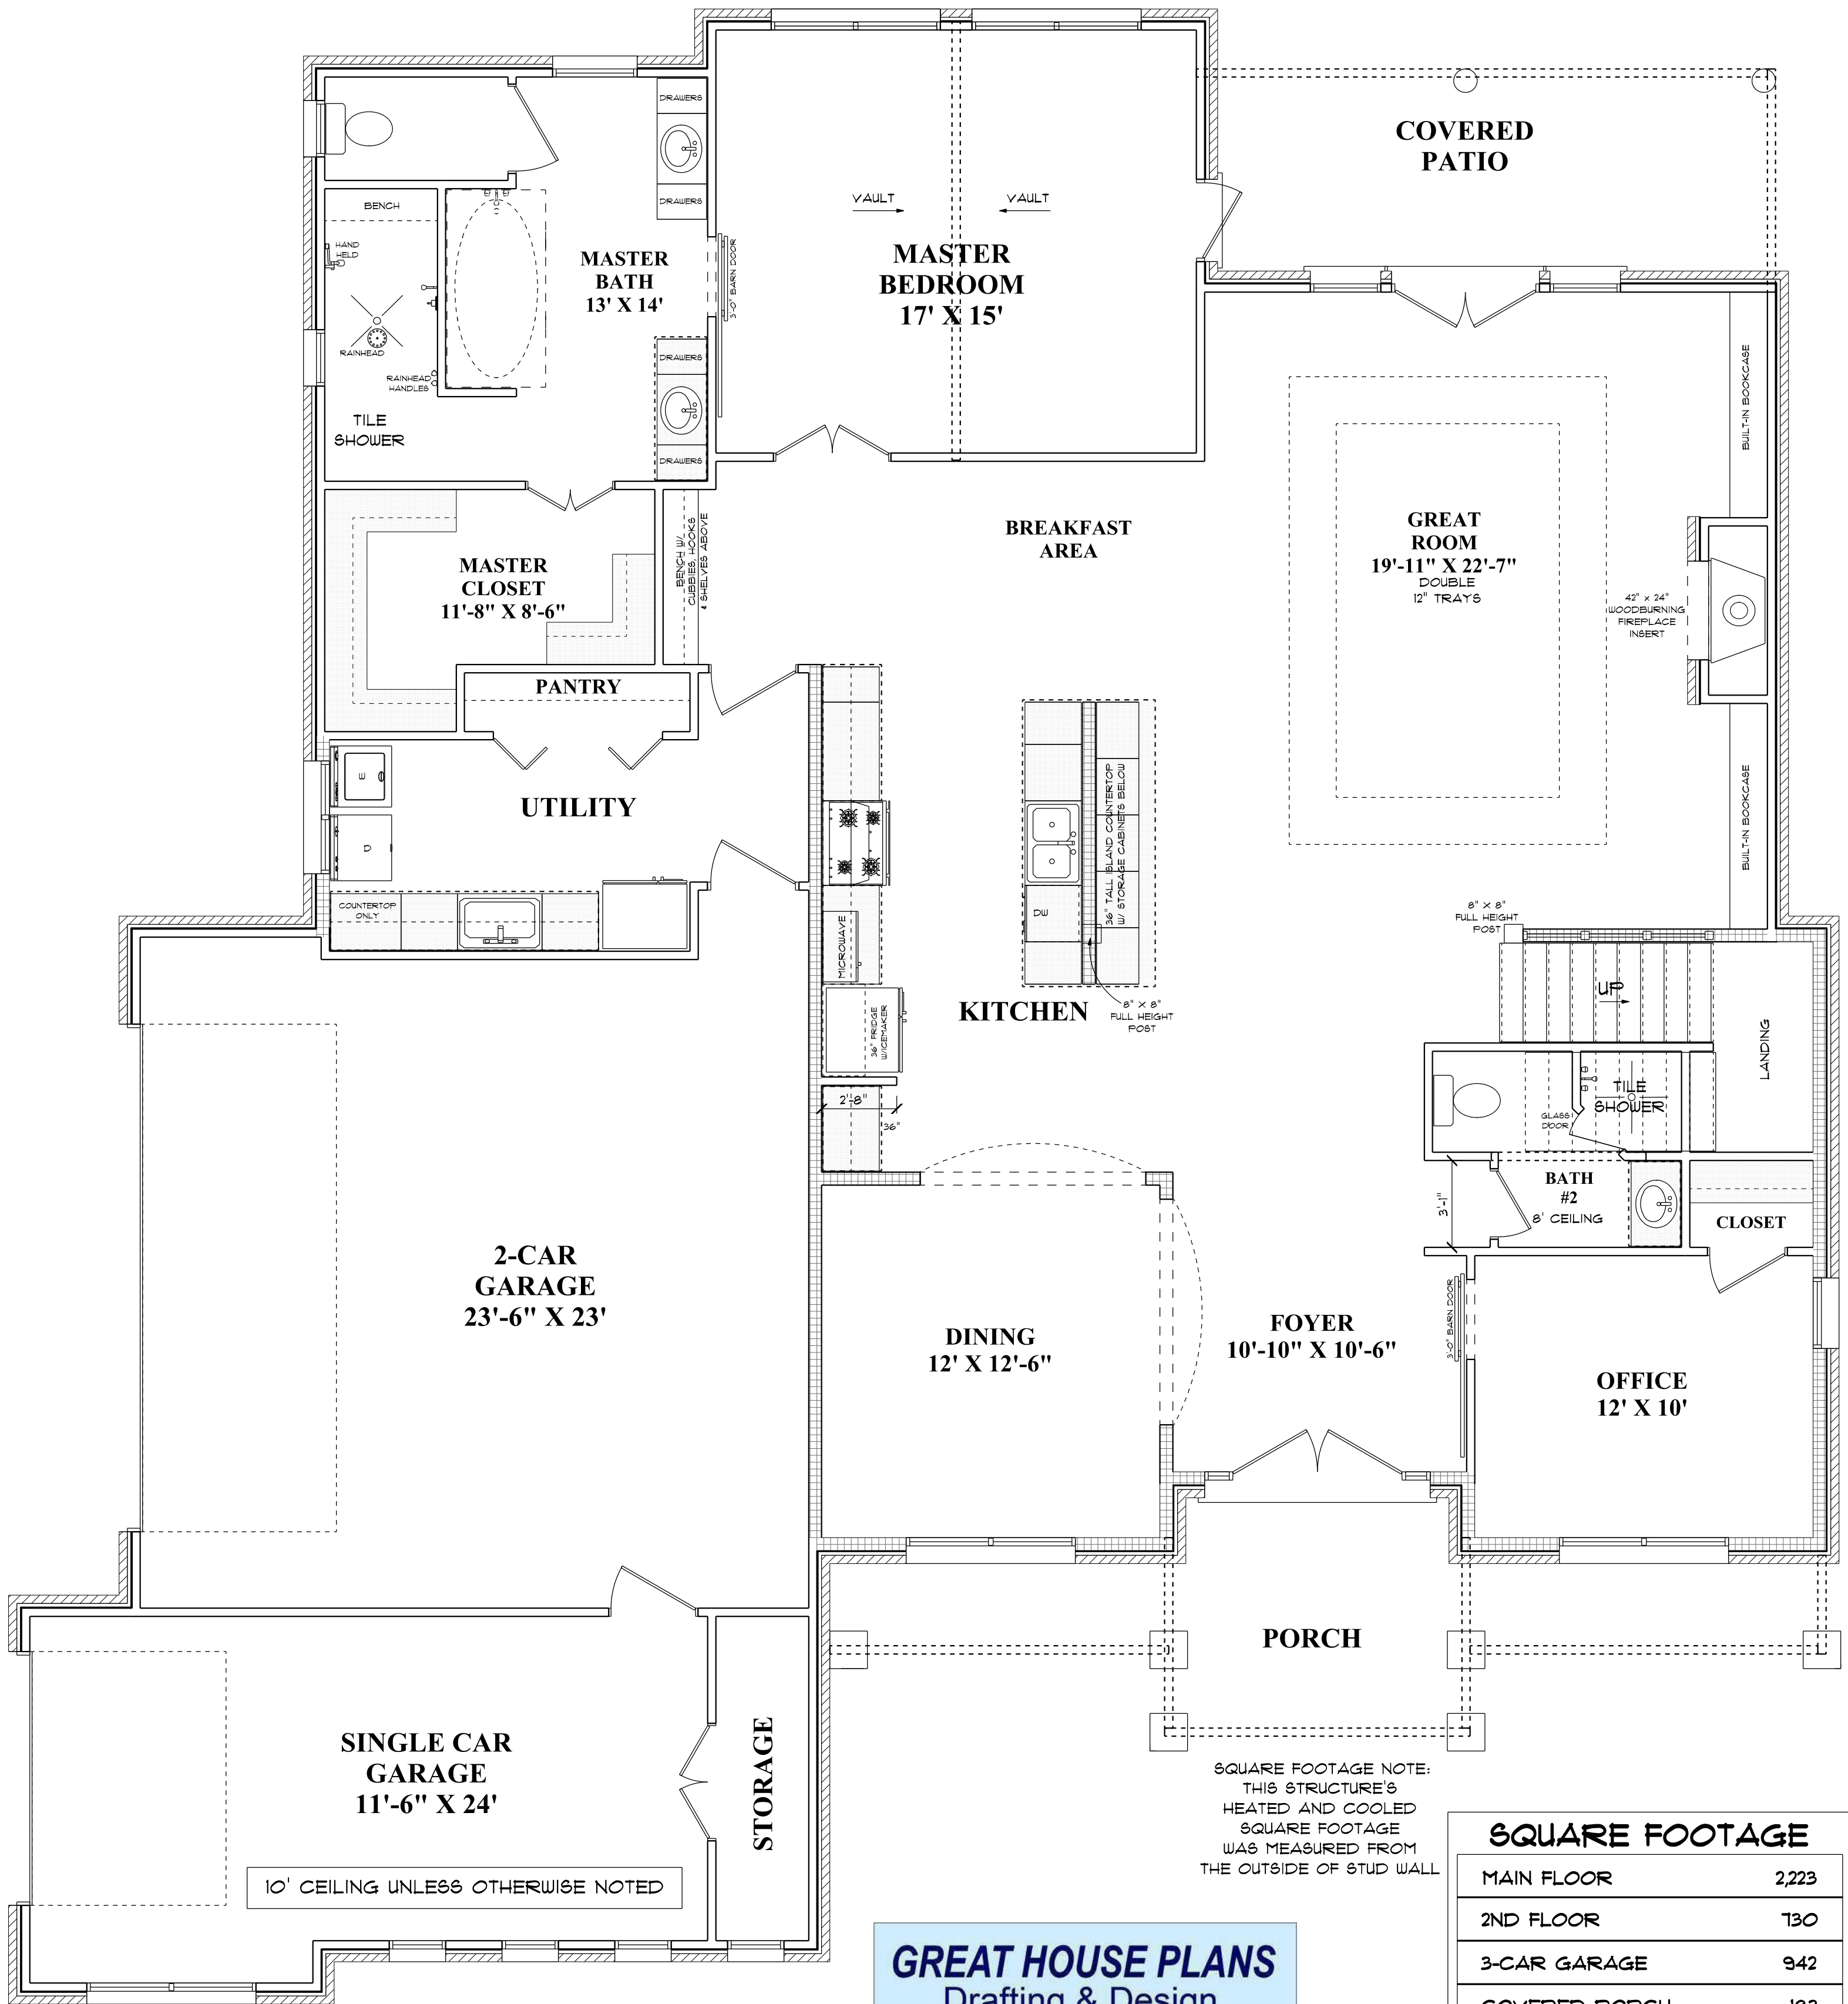 COVERED
PATIO
DRAWERS
DRAWERS
BENCH
HAND
HELD
RAINHEAD
RAINHEAD
HANDLES
TILE
SHOWER
MASTER
BATH
13' X 14'
3'-0" BARN DOOR
DRAWERS
DRAWERS
VAULT
VAULT
MASTER
BEDROOM
17' X 15'
BUILT-IN BOOKCASE
GREAT
ROOM
19'-11" X 22'-7"
DOUBLE
12" TRAYS
42" x 24"
WOODBURNING
FIREPLACE
INSERT
BUILT-IN BOOKCASE
BREAKFAST
AREA
MASTER
CLOSET
11'-8" X 8'-6"
BENCH W/
CUBBIES, HOOKS
& SHELVES ABOVE
PANTRY
UTILITY
W
D
COUNTERTOP
ONLY
MICROWAVE
36" FRIDGE
W/ICEMAKER
DW
36" TALL ISLAND COUNTERTOP
W/ STORAGE CABINETS BELOW
KITCHEN
8" X 8"
FULL HEIGHT
POST
8" X 8"
FULL HEIGHT
POST
UP
LANDING
2'-8"
36"
GLASS
DOOR
TILE
SHOWER
3'-1"
BATH
#2
8' CEILING
CLOSET
2-CAR
GARAGE
23'-6" X 23'
DINING
12' X 12'-6"
FOYER
10'-10" X 10'-6"
3'-0" BARN DOOR
OFFICE
12' X 10'
PORCH
SINGLE CAR
GARAGE
11'-6" X 24'
STORAGE
10' CEILING UNLESS OTHERWISE NOTED
SQUARE FOOTAGE NOTE:
THIS STRUCTURE'S
HEATED AND COOLED
SQUARE FOOTAGE
WAS MEASURED FROM
THE OUTSIDE OF STUD WALL
GREAT HOUSE PLANS
Drafting & Design
SQUARE FOOTAGE
MAIN FLOOR 2,223
2ND FLOOR 730
3-CAR GARAGE 942
COVERED PORCH